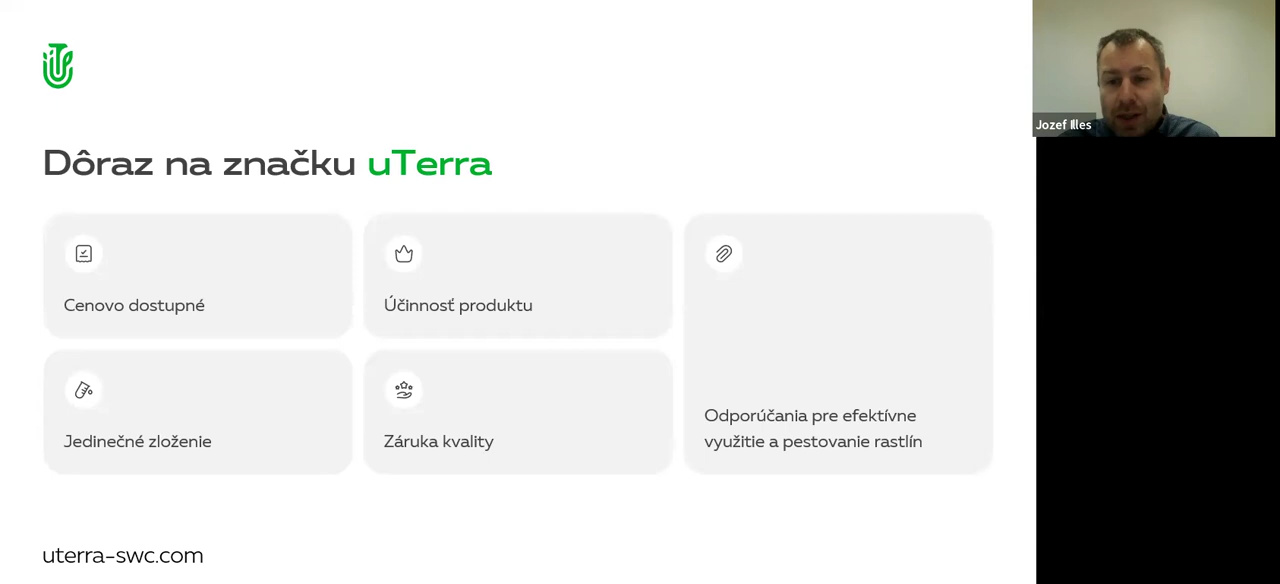 Dôraz na značku uTerra
Cenovo dostupné
Účinnosť produktu
Jedinečné zloženie
Záruka kvality
Odporúčania pre efektívne
využitie a pestovanie rastlín
uterra-swc.com
Jozef Illes